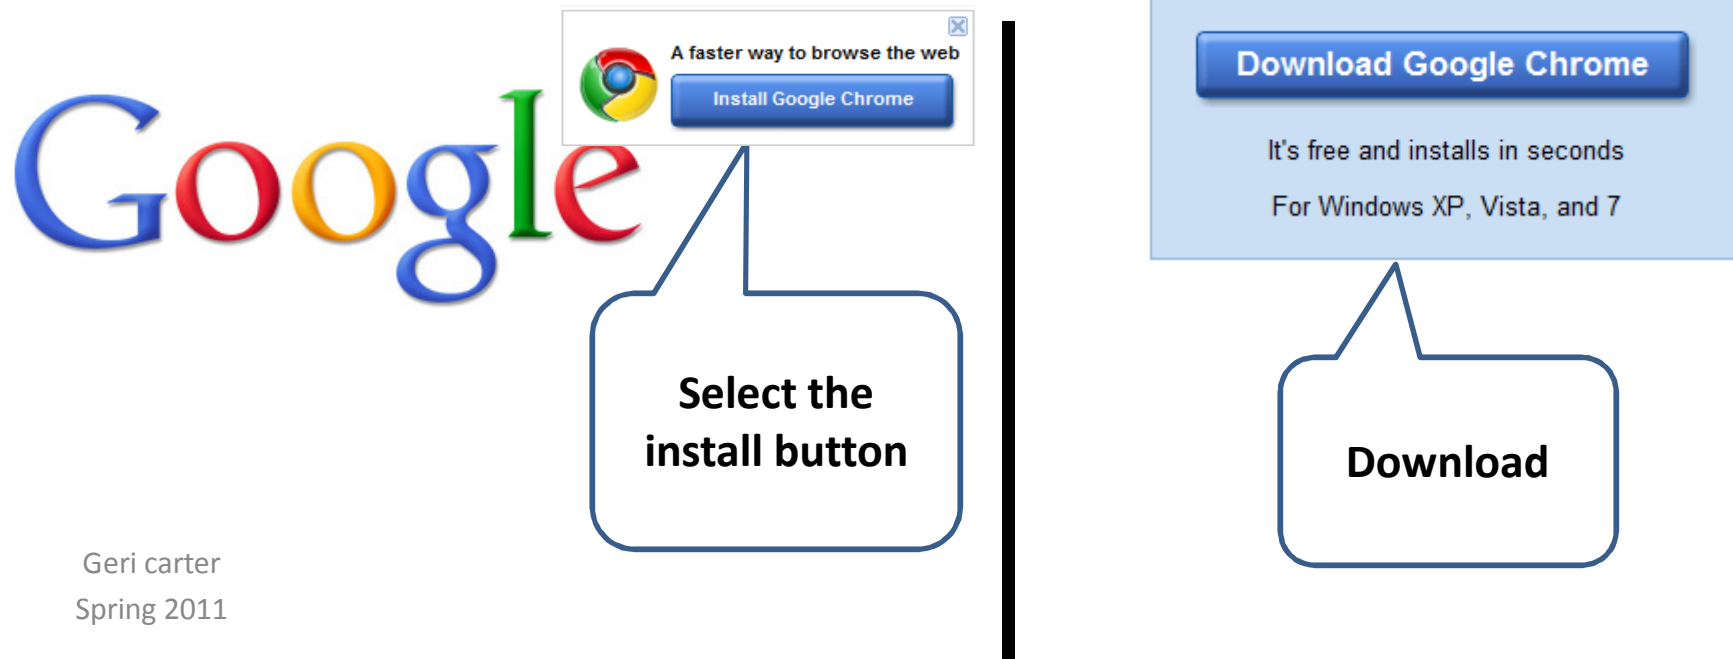 Google
A faster way to browse the web
Install Google Chrome
Select the
install button
Geri carter
Spring 2011
Download Google Chrome
It's free and installs in seconds
For Windows XP, Vista, and 7
Download